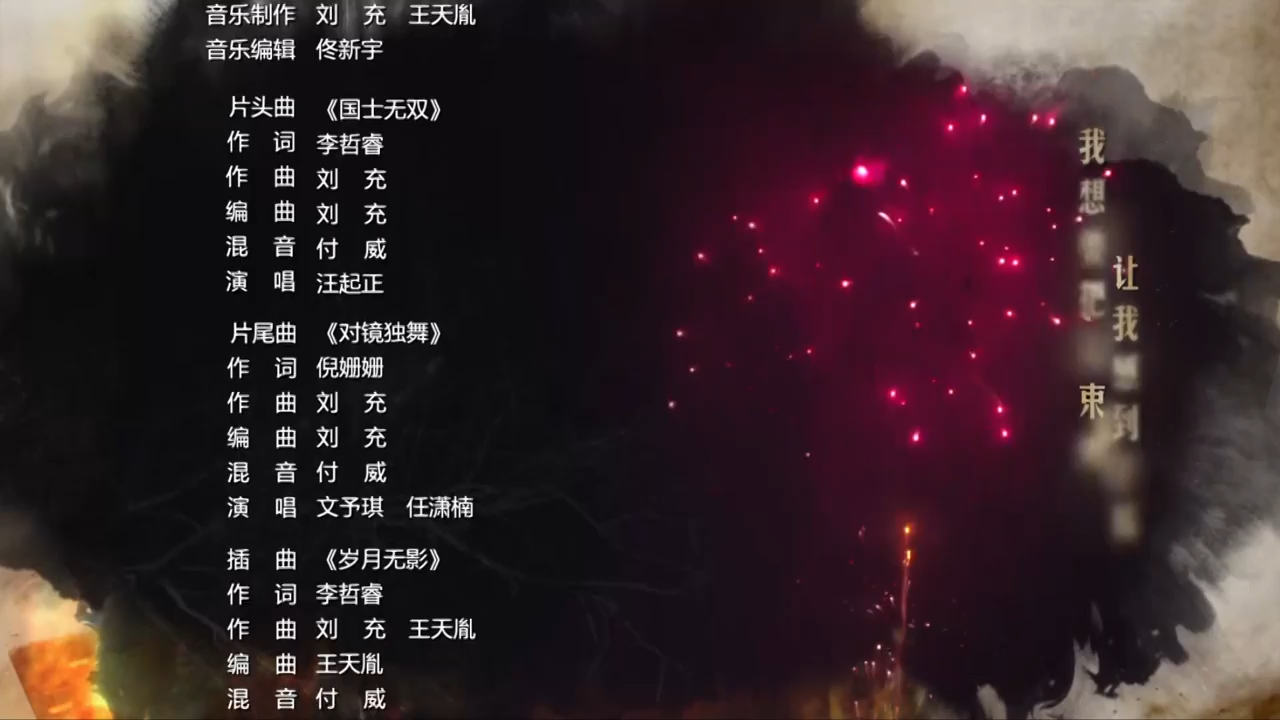 音乐制作 刘 充 王天胤
音乐编辑 佟新宇
片头曲 《国士无双》
作 词 李哲睿
作 曲 刘 充
编 曲 刘 充
混 音 付 威
演 唱 汪起正
片尾曲 《对镜独舞》
作 词 倪姗姗
作 曲 刘 充
编 曲 刘 充
混 音 付 威
演 唱 文予琪 任潇楠
插 曲 《岁月无影》
作 词 李哲睿
作 曲 刘 充 王天胤
编 曲 王天胤
混 音 付 威
让我 到
我想 束